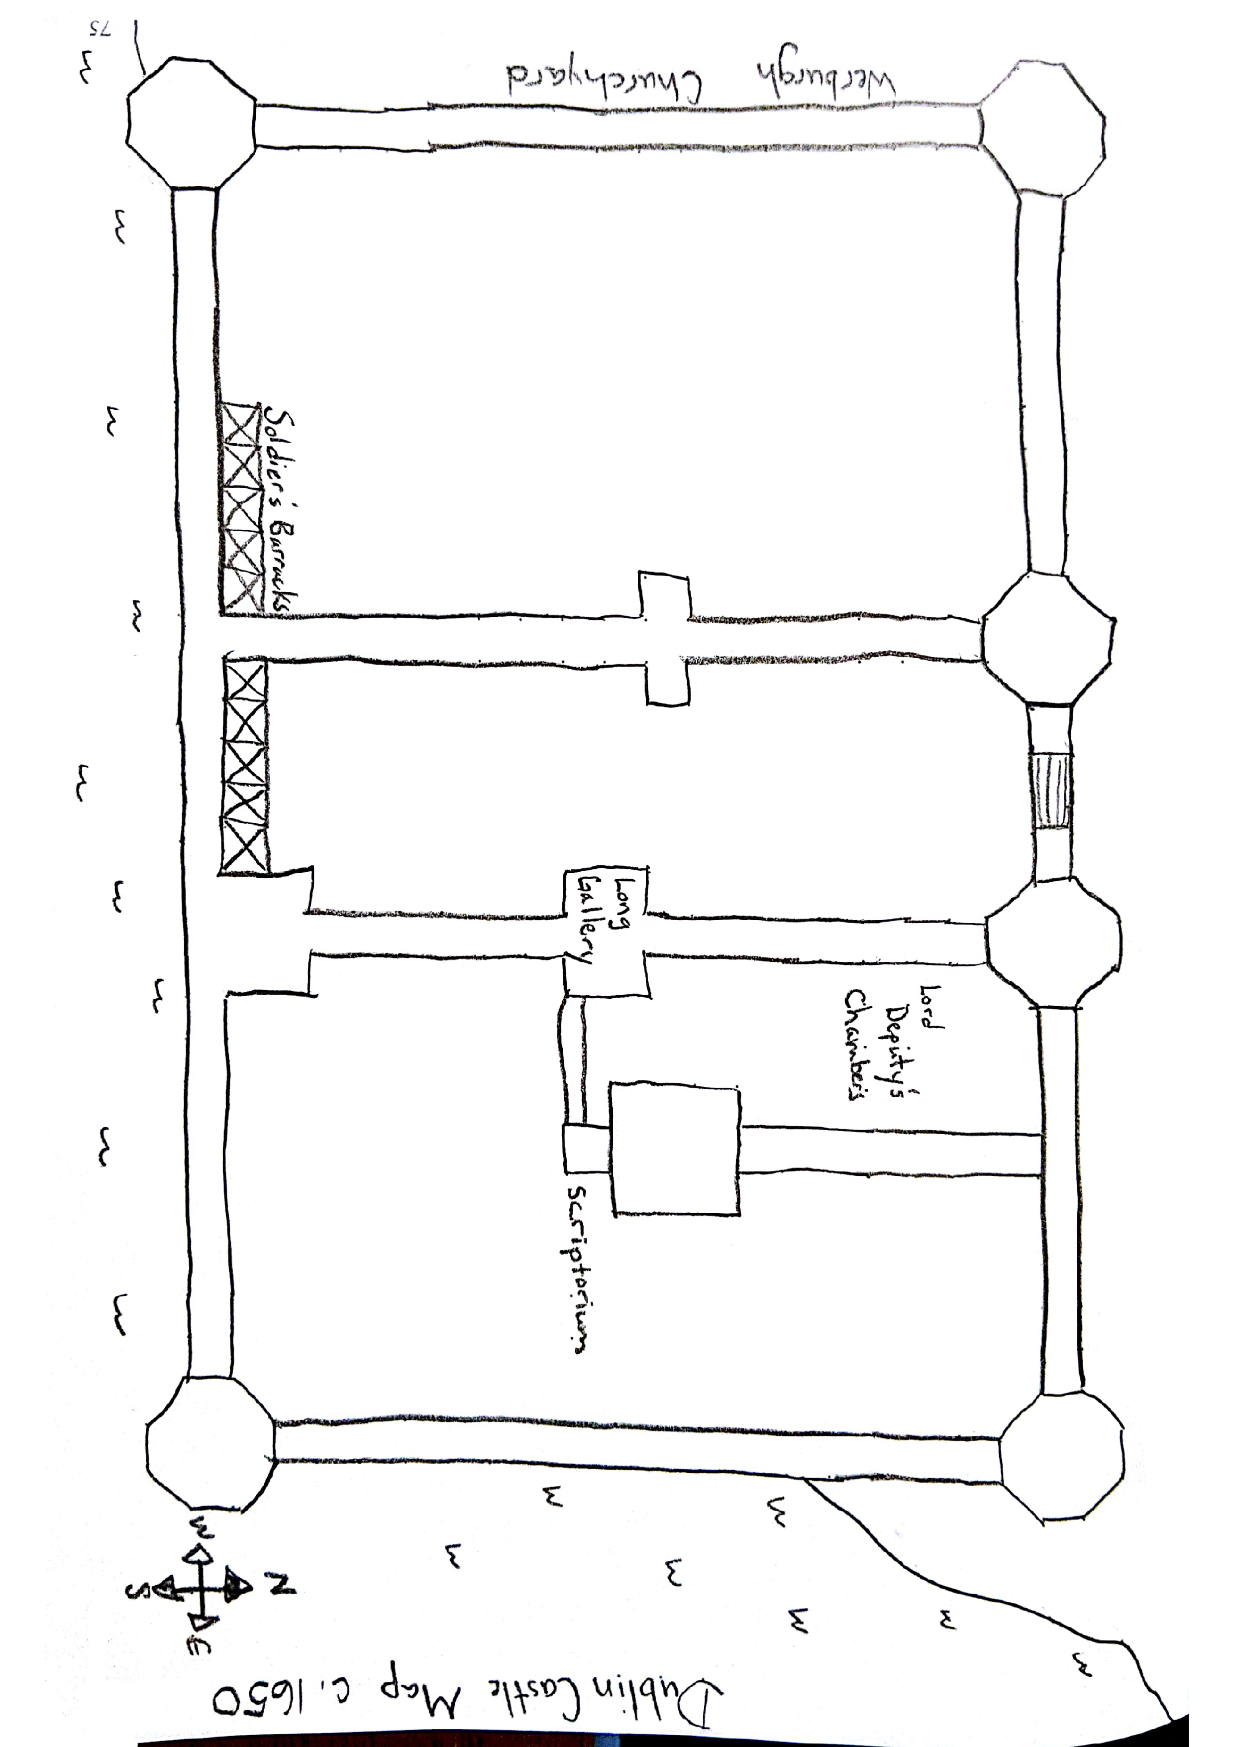 75
Werburgh Churchyard
Soldier's Barracks
Long
Gallery
Lord
Deputy's
Chambers
Scriptorium
W
S
N
E
Dublin Castle Map c. 1650